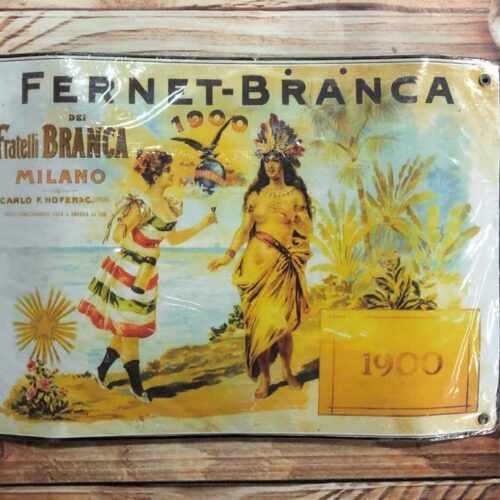 FERNET-BRANCA
1900
DEI
Fratelli BRANCA
MILANO
CARLO F. HOFER & C.
1900